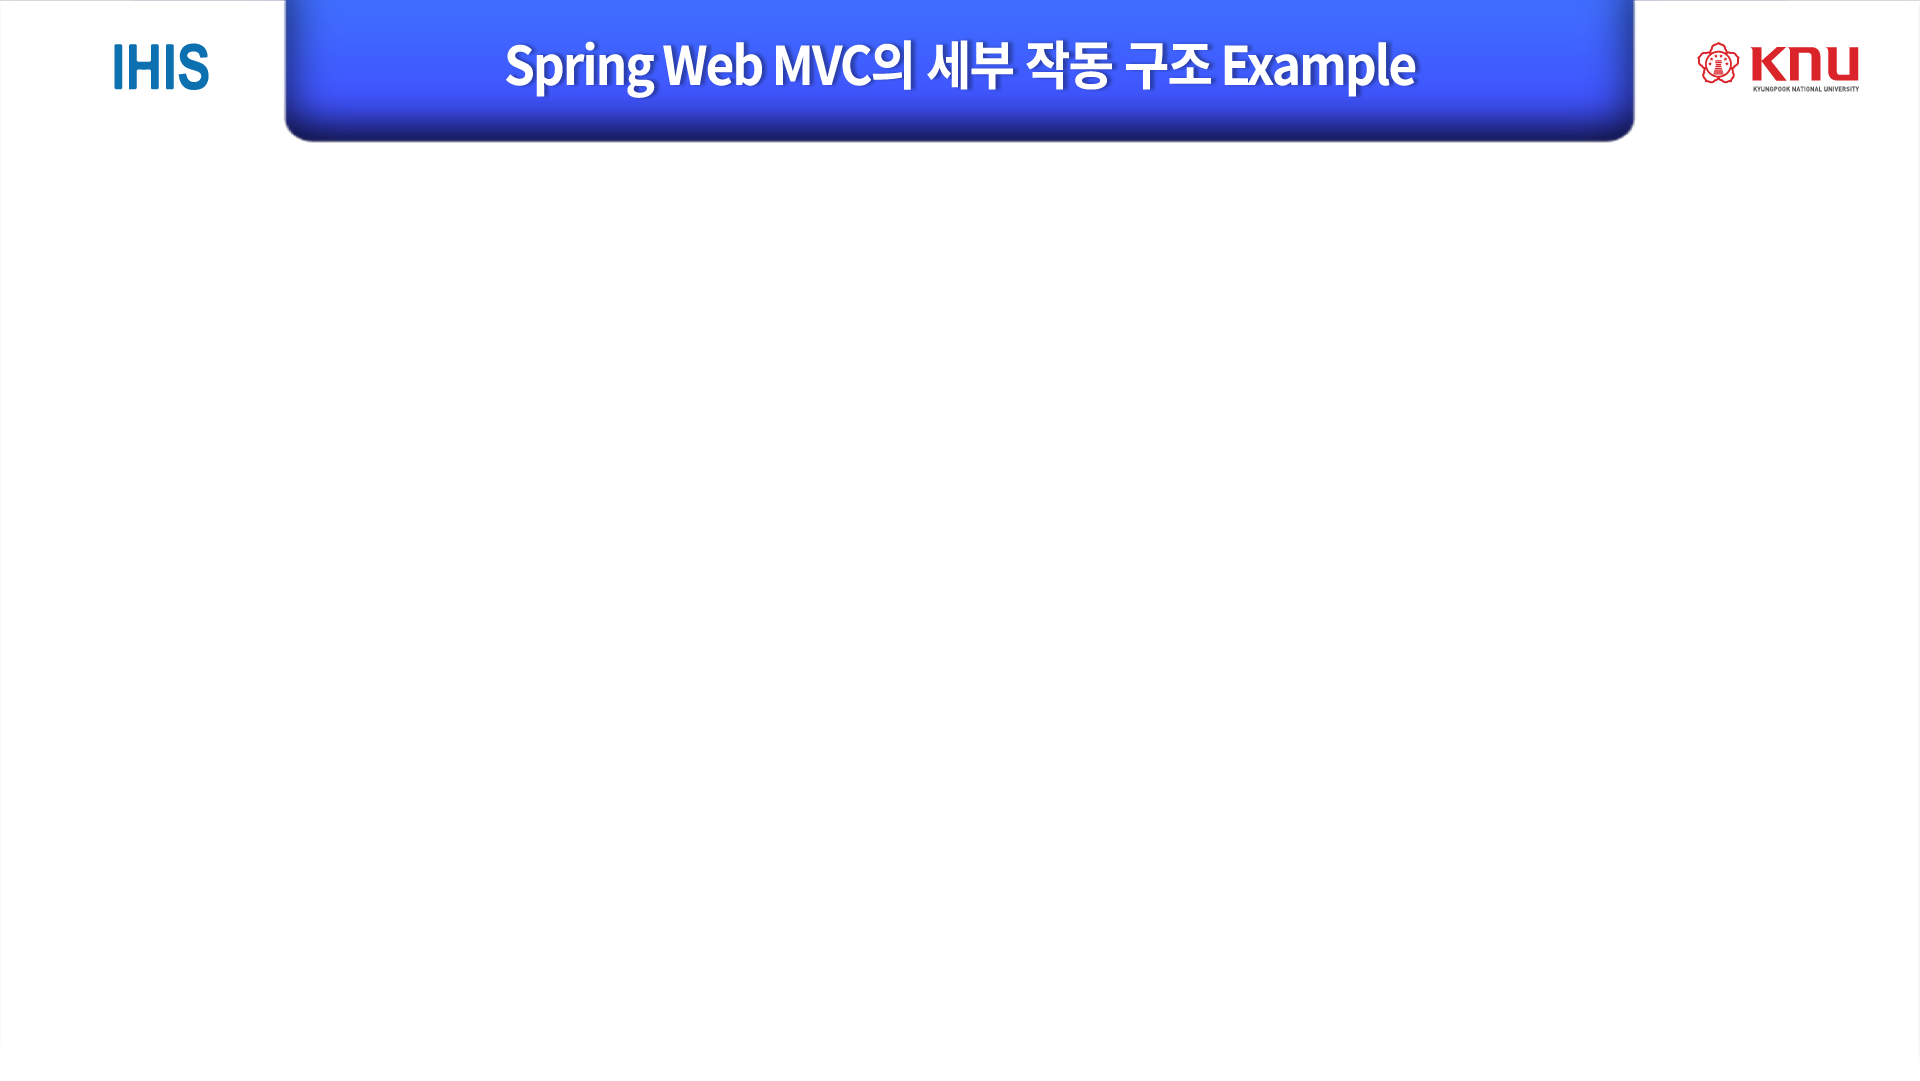 IHIS
Spring Web MVC의 세부 작동 구조 Example
KNU
KYUNGPOOK NATIONAL UNIVERSITY